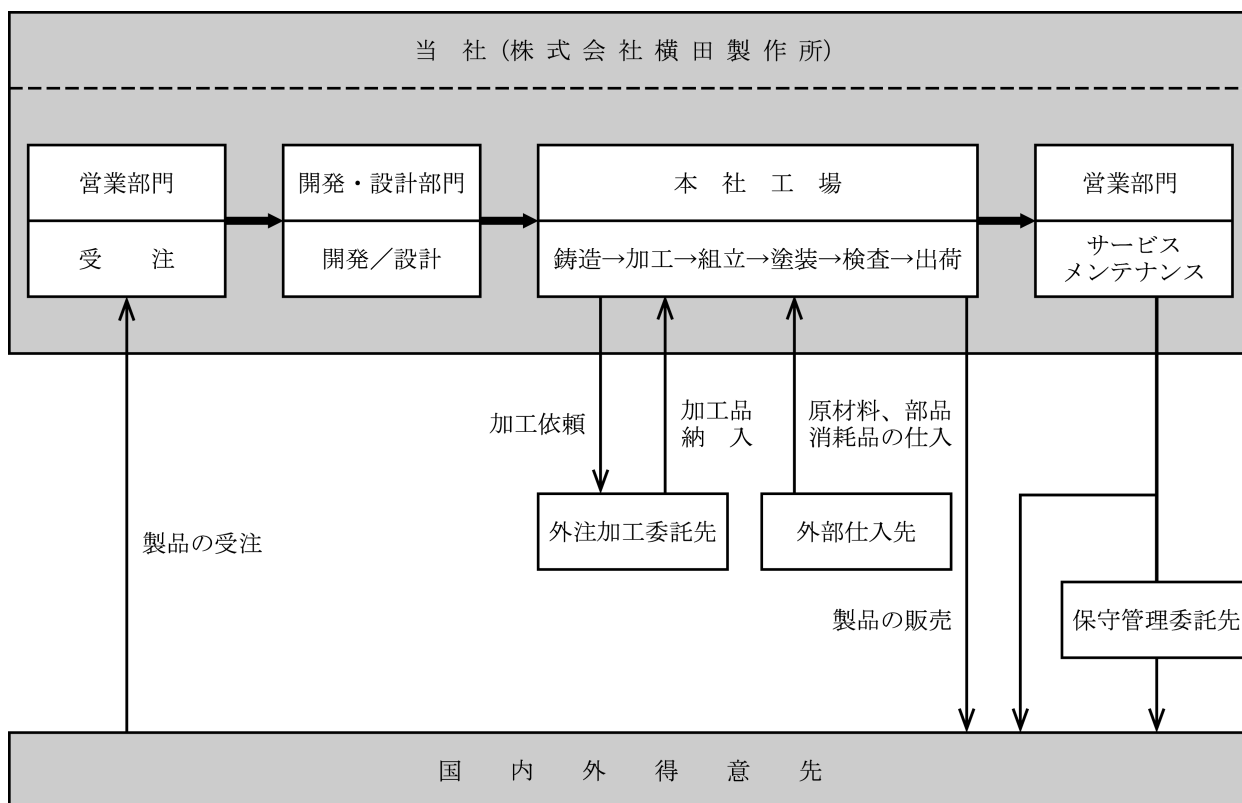 当社(株式会社横田製作所)
営業部門
受注
開発・設計部門
開発／設計
本社工場
鋳造→加工→組立→塗装→検査→出荷
営業部門
サービス
メンテナンス
加工依頼
加工品
納入
原材料、部品
消耗品の仕入
外注加工委託先
外部仕入先
製品の受注
製品の販売
保守管理委託先
国内外得意先